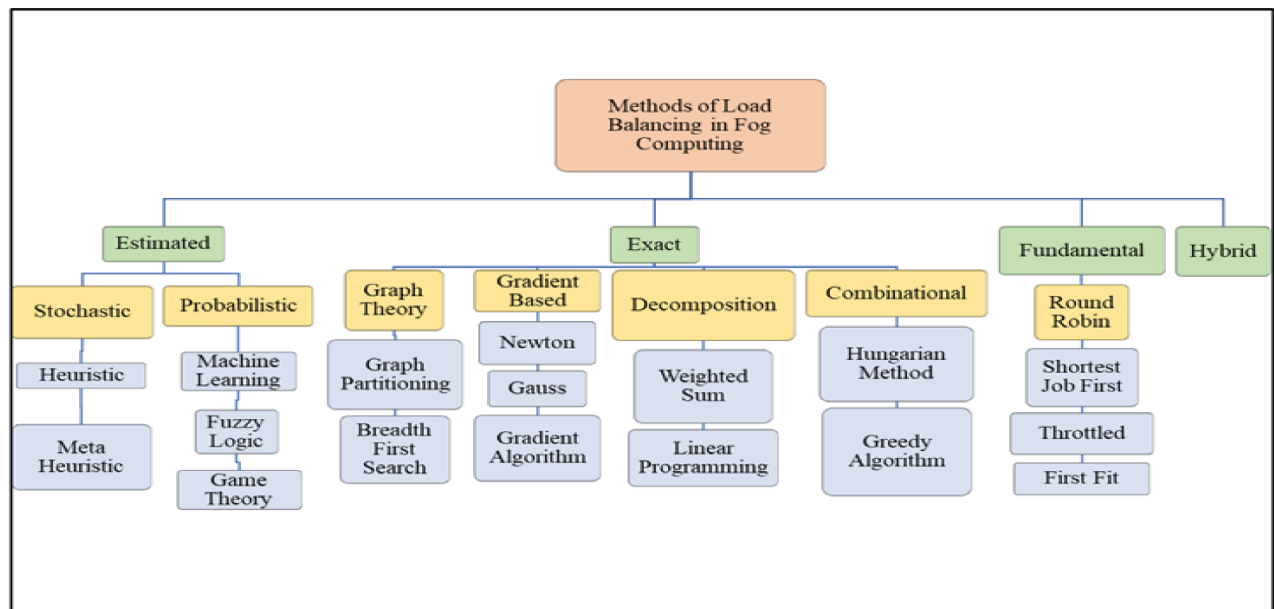 Methods of Load
Balancing in Fog
Computing
Estimated
Exact
Fundamental
Hybrid
Stochastic
Probabilistic
Graph
Theory
Gradient
Based
Decomposition
Combinational
Round
Robin
Heuristic
Meta
Heuristic
Machine
Learning
Fuzzy
Logic
Game
Theory
Graph
Partitioning
Breadth
First
Search
Newton
Gauss
Gradient
Algorithm
Weighted
Sum
Linear
Programming
Hungarian
Method
Greedy
Algorithm
Shortest
Job First
Throttled
First Fit